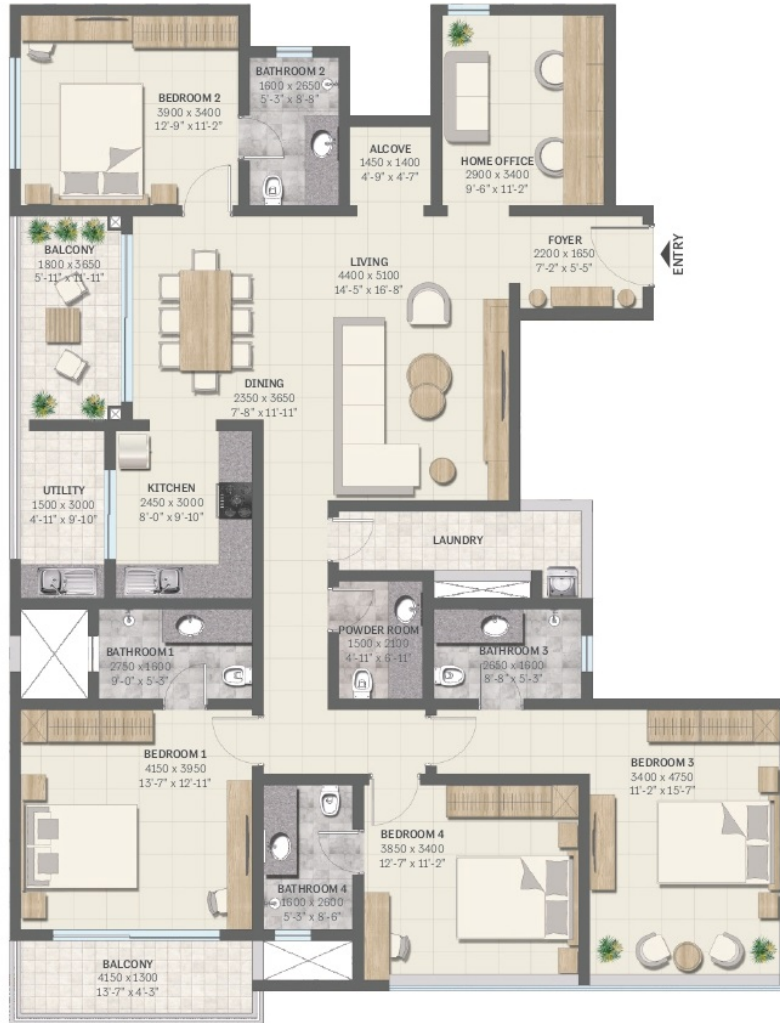 BEDROOM 2
3900 x 3400
12'-9" x 11'-2"
BATHROOM 2
1600 x 2650
5'-3" x 8'-8"
ALCOVE
1450 x 1400
4'-9" x 4'-7"
HOME OFFICE
2900 x 3400
9'-6" x 11'-2"
BALCONY
1800 x 3650
5'-11" x 11'-11"
LIVING
4400 x 5100
14'-5" x 16'-8"
FOYER
2200 x 1650
7'-2" x 5'-5"
ENTRY
DINING
2350 x 3650
7'-8" x 11'-11"
UTILITY
1500 x 3000
4'-11" x 9'-10"
KITCHEN
2450 x 3000
8'-0" x 9'-10"
LAUNDRY
POWDER ROOM
1500 x 2100
4'-11" x 6'-11"
BATHROOM 1
2750 x 1600
9'-0" x 5'-3"
BATHROOM 3
2650 x 1600
8'-8" x 5'-3"
BEDROOM 1
4150 x 3950
13'-7" x 12'-11"
BEDROOM 3
3400 x 4750
11'-2" x 15'-7"
BEDROOM 4
3850 x 3400
12'-7" x 11'-2"
BATHROOM 4
1600 x 2600
5'-3" x 8'-6"
BALCONY
4150 x 1300
13'-7" x 4'-3"